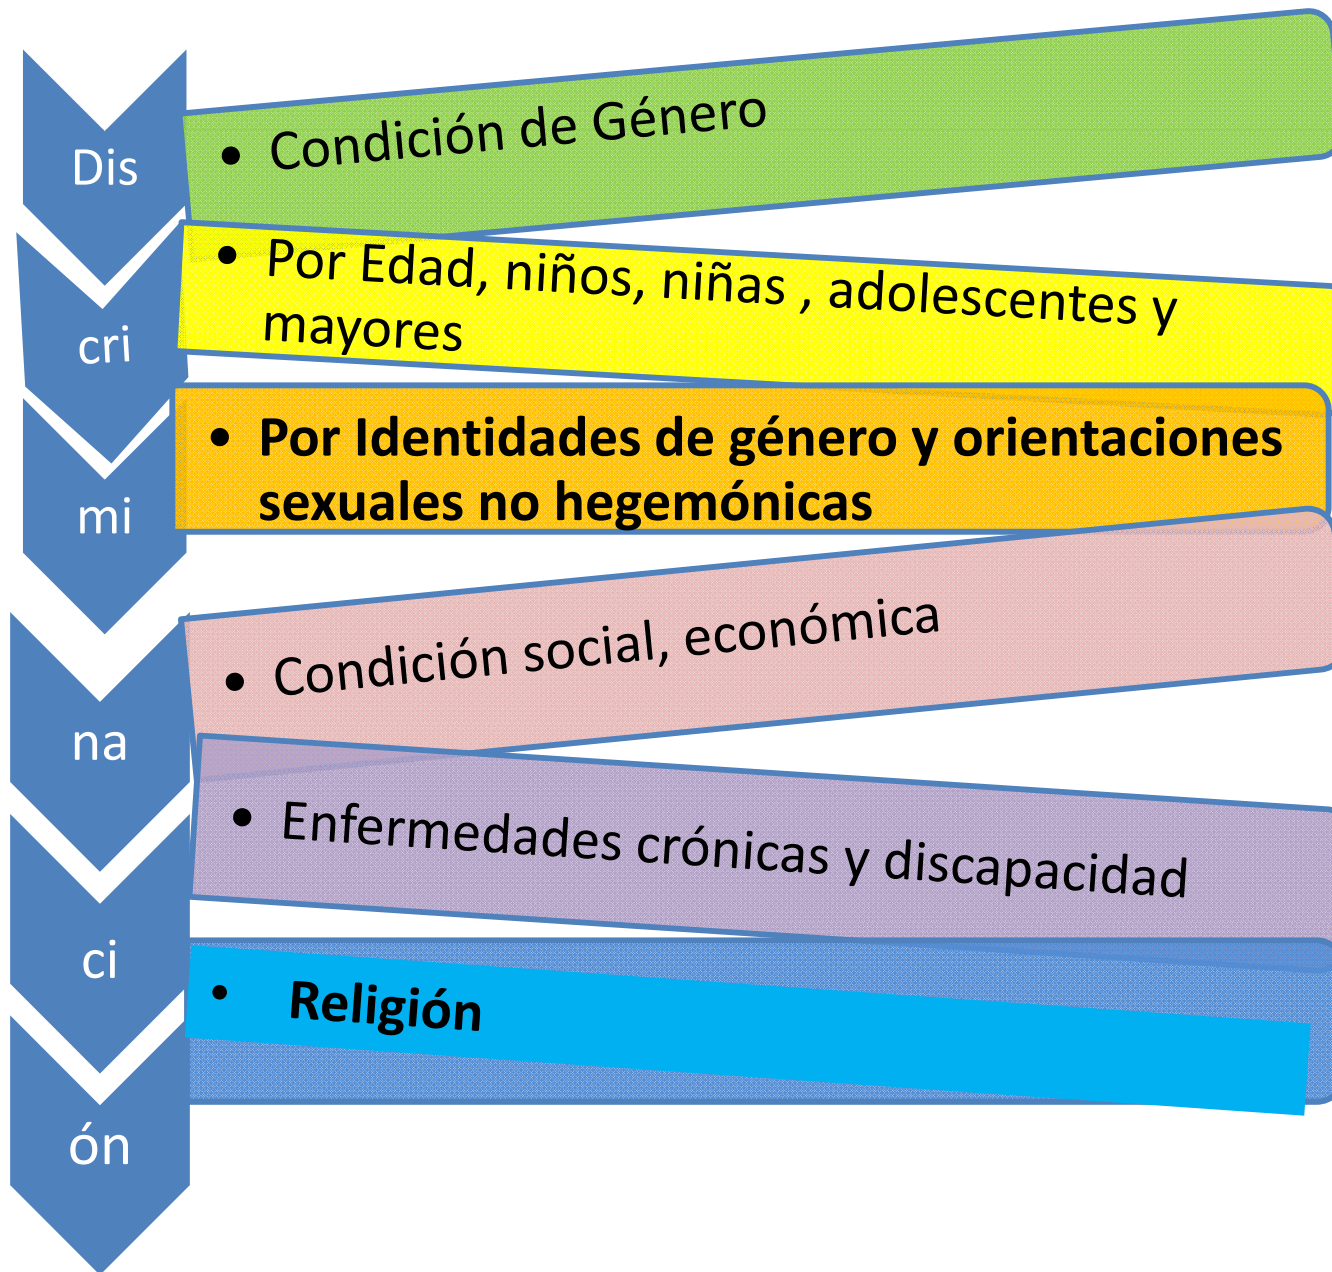 Dis
• Condición de Género
cri
• Por Edad, niños, niñas , adolescentes y
mayores
mi
• Por Identidades de género y orientaciones
sexuales no hegemónicas
na
• Condición social, económica
ci
• Enfermedades crónicas y discapacidad
ón
• Religión